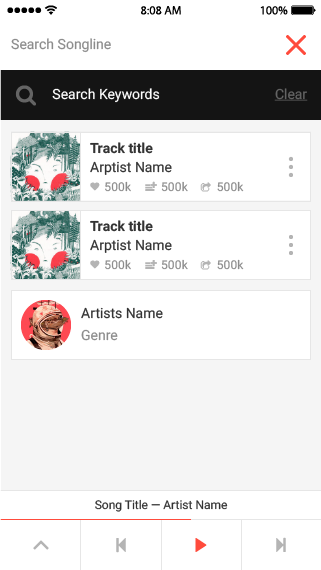 8:08 AM 100%
Search Songline
Search Keywords Clear
Track title
Arptist Name
500k 500k 500k
Track title
Arptist Name
500k 500k 500k
Artists Name
Genre
Song Title — Artist Name